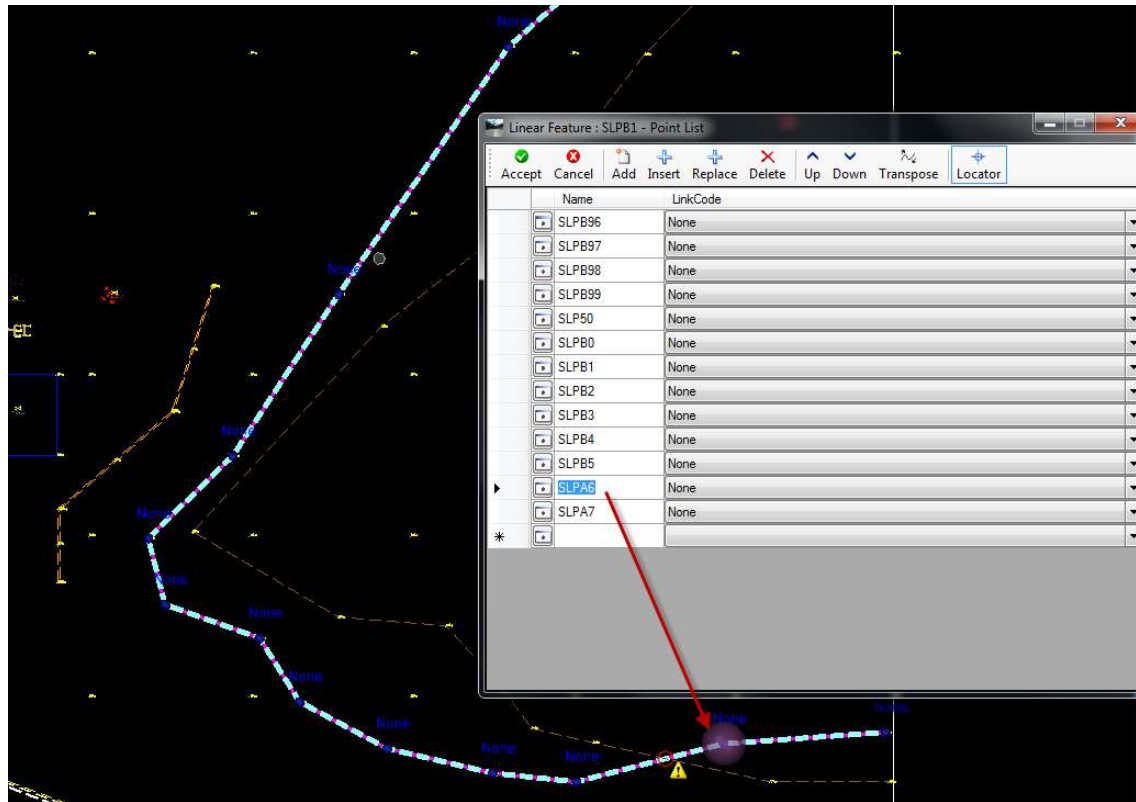 None
Linear Feature : SLPB1 - Point List
Accept Cancel Add Insert Replace Delete Up Down Transpose Locator
Name LinkCode
SLPB96 None
SLPB97 None
SLPB98 None
SLPB99 None
SLP50 None
SLPB0 None
SLPB1 None
SLPB2 None
SLPB3 None
SLPB4 None
SLPB5 None
SLPA6 None
SLPA7 None
None
None
None
None
None
None
None
None
None
None
None